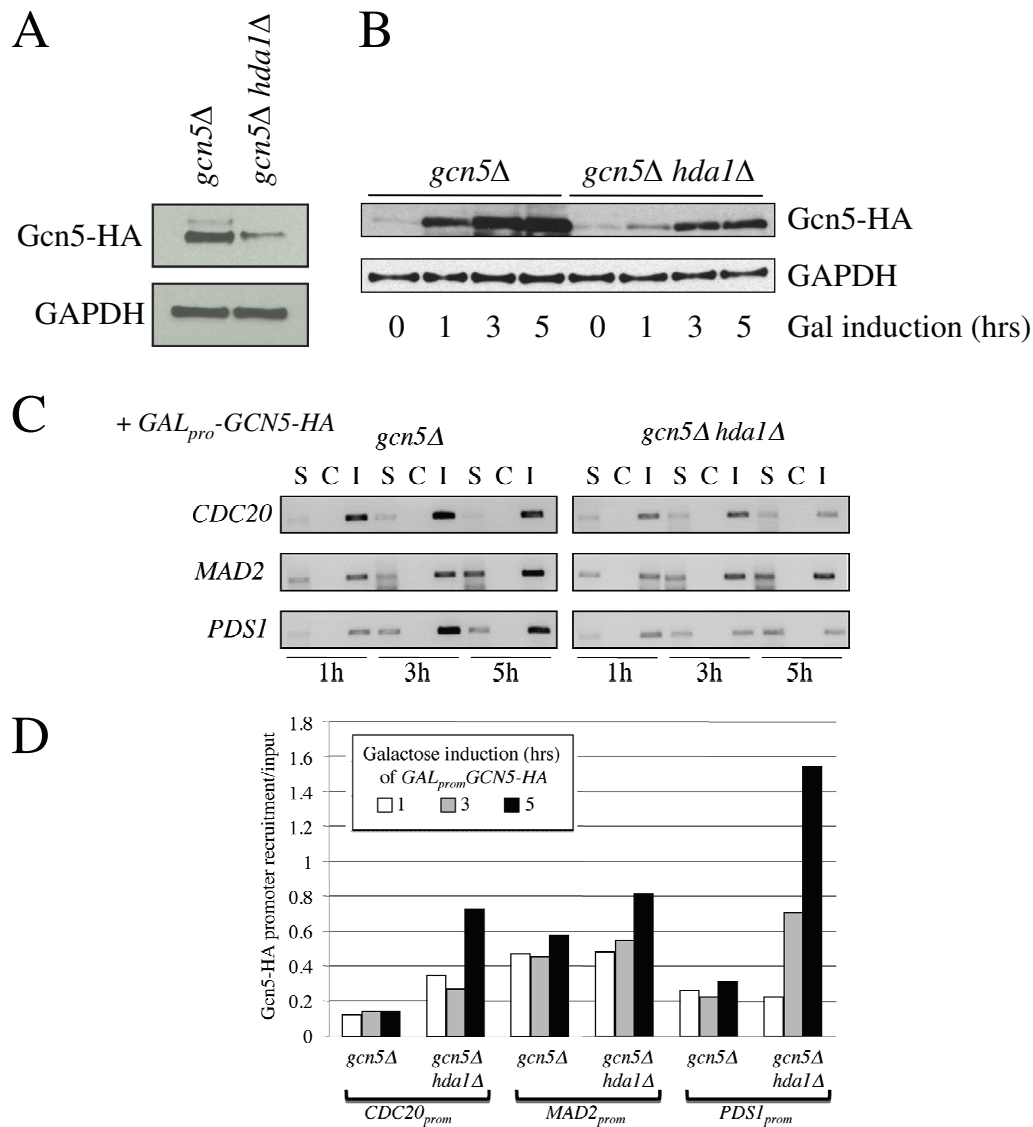 A
B
gcn5Δ
gcn5Δ hda1Δ
Gcn5-HA
GAPDH
gcn5Δ gcn5Δ hda1Δ
Gcn5-HA
GAPDH
0 1 3 5 0 1 3 5 Gal induction (hrs)
C
+ GALpro-GCN5-HA
gcn5Δ gcn5Δ hda1Δ
S C I S C I S C I S C I S C I S C I
CDC20
MAD2
PDS1
1h 3h 5h 1h 3h 5h
D
Gcn5-HA promoter recruitment/input
1.8
1.6
1.4
1.2
1
0.8
0.6
0.4
0.2
0
Galactose induction (hrs)
of GALpromGCN5-HA
1 3 5
gcn5Δ gcn5Δ gcn5Δ gcn5Δ gcn5Δ gcn5Δ
hda1Δ hda1Δ hda1Δ
CDC20prom MAD2prom PDS1prom